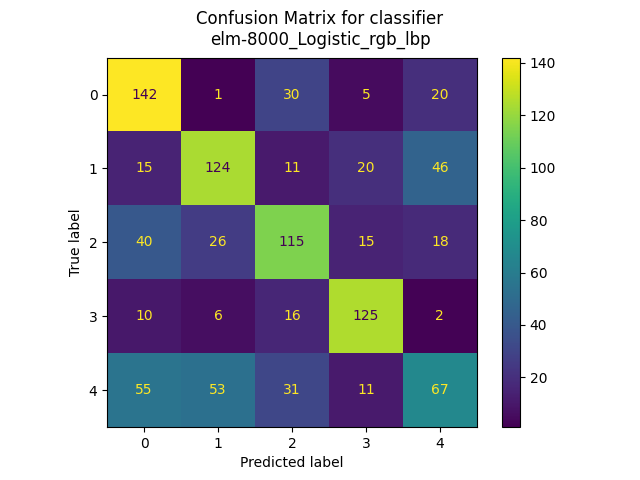 Confusion Matrix for classifier
elm-8000_Logistic_rgb_lbp
0 142 1 30 5 20
1 15 124 11 20 46
2 40 26 115 15 18
3 10 6 16 125 2
4 55 53 31 11 67
0 1 2 3 4
True label
Predicted label
140
120
100
80
60
40
20